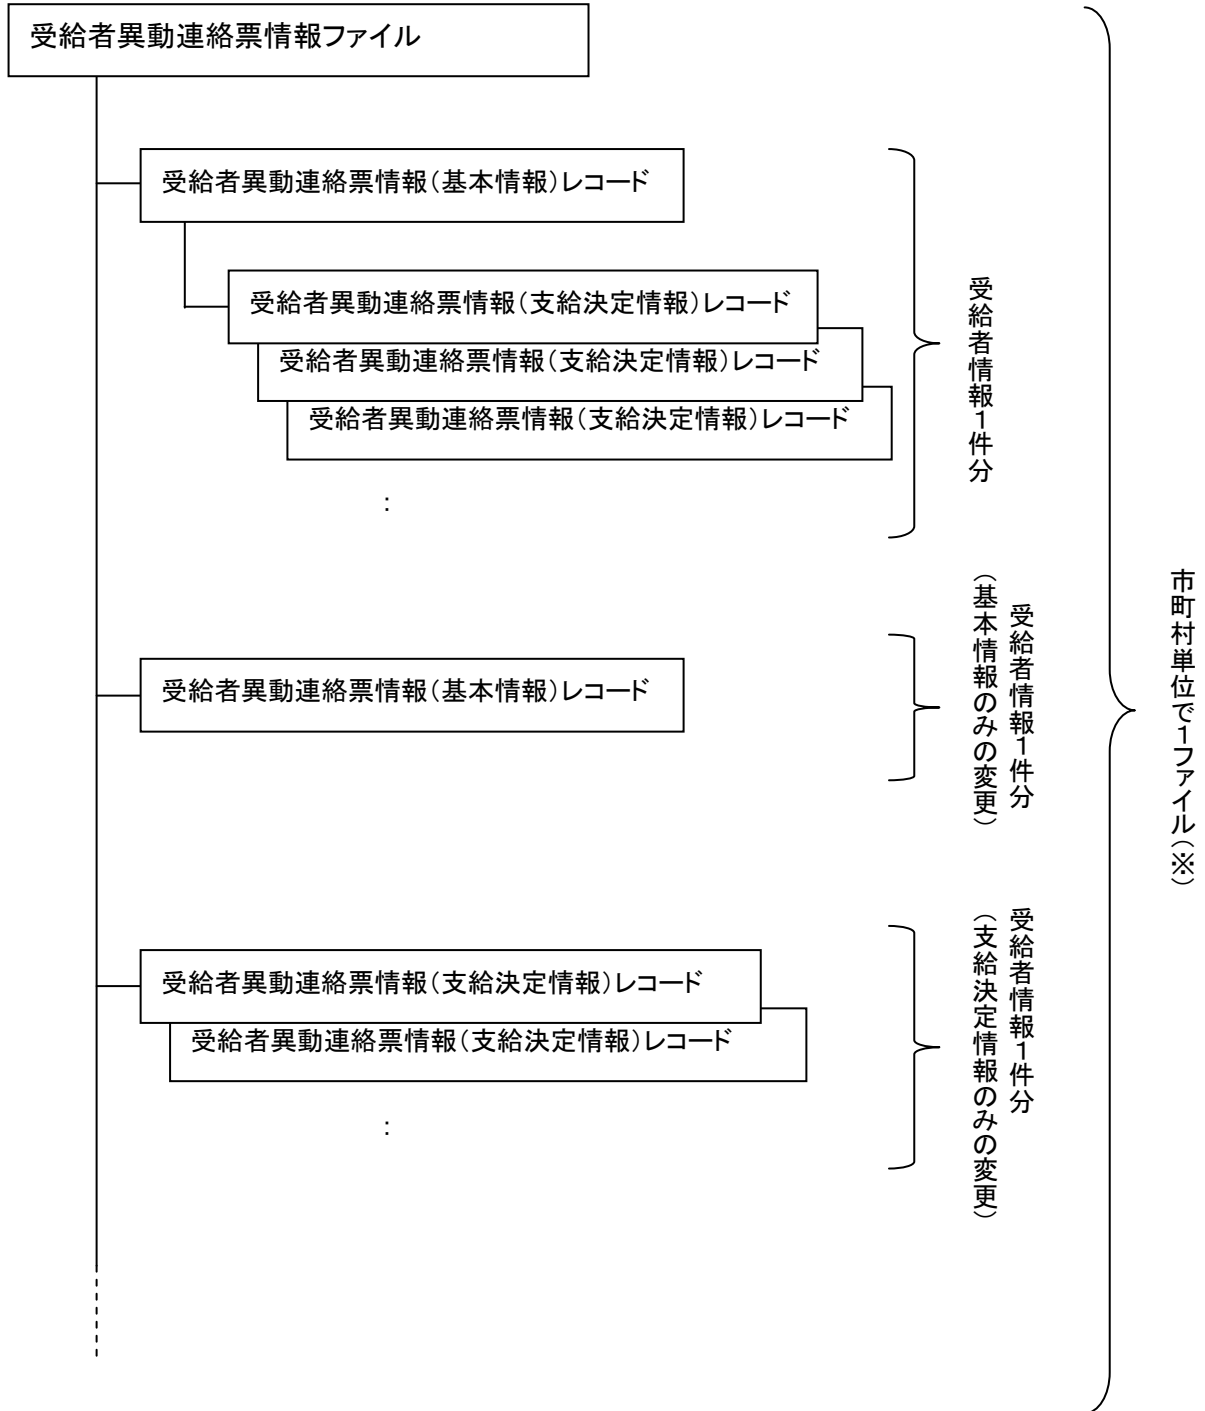 受給者異動連絡票情報ファイル
受給者異動連絡票情報(基本情報)レコード
受給者異動連絡票情報(支給決定情報)レコード
受給者異動連絡票情報(支給決定情報)レコード
受給者異動連絡票情報(支給決定情報)レコード
:
受給者情報1件分
受給者異動連絡票情報(基本情報)レコード
受給者情報1件分
(基本情報のみの変更)
受給者異動連絡票情報(支給決定情報)レコード
受給者異動連絡票情報(支給決定情報)レコード
:
受給者情報1件分
(支給決定情報のみの変更)
市町村単位で1ファイル(※)